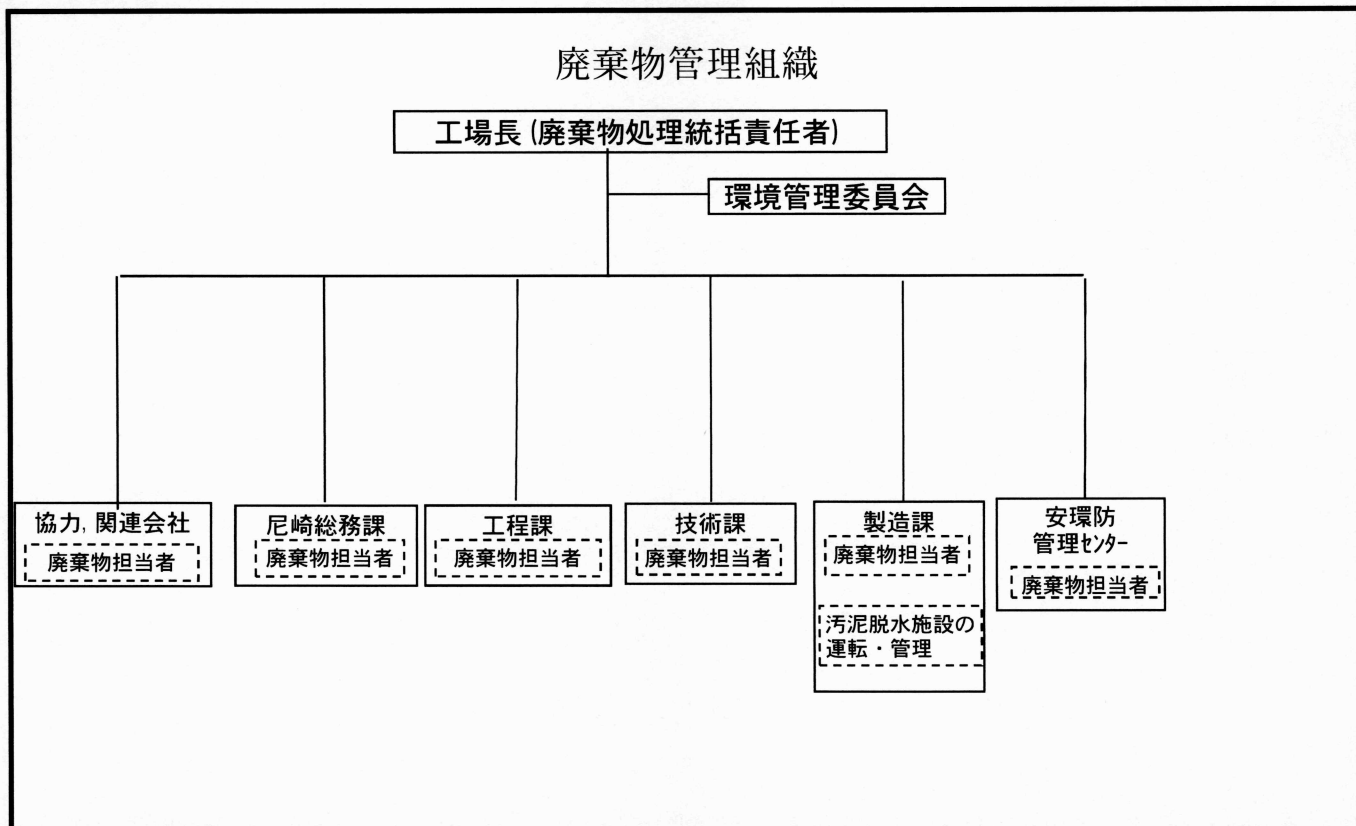 廃棄物管理組織
工場長 (廃棄物処理統括責任者)
環境管理委員会
協力, 関連会社
廃棄物担当者
尼崎総務課
廃棄物担当者
工程課
廃棄物担当者
技術課
廃棄物担当者
製造課
廃棄物担当者
汚泥脱水施設の
運転・管理
安環防
管理ｾﾝﾀｰ
廃棄物担当者